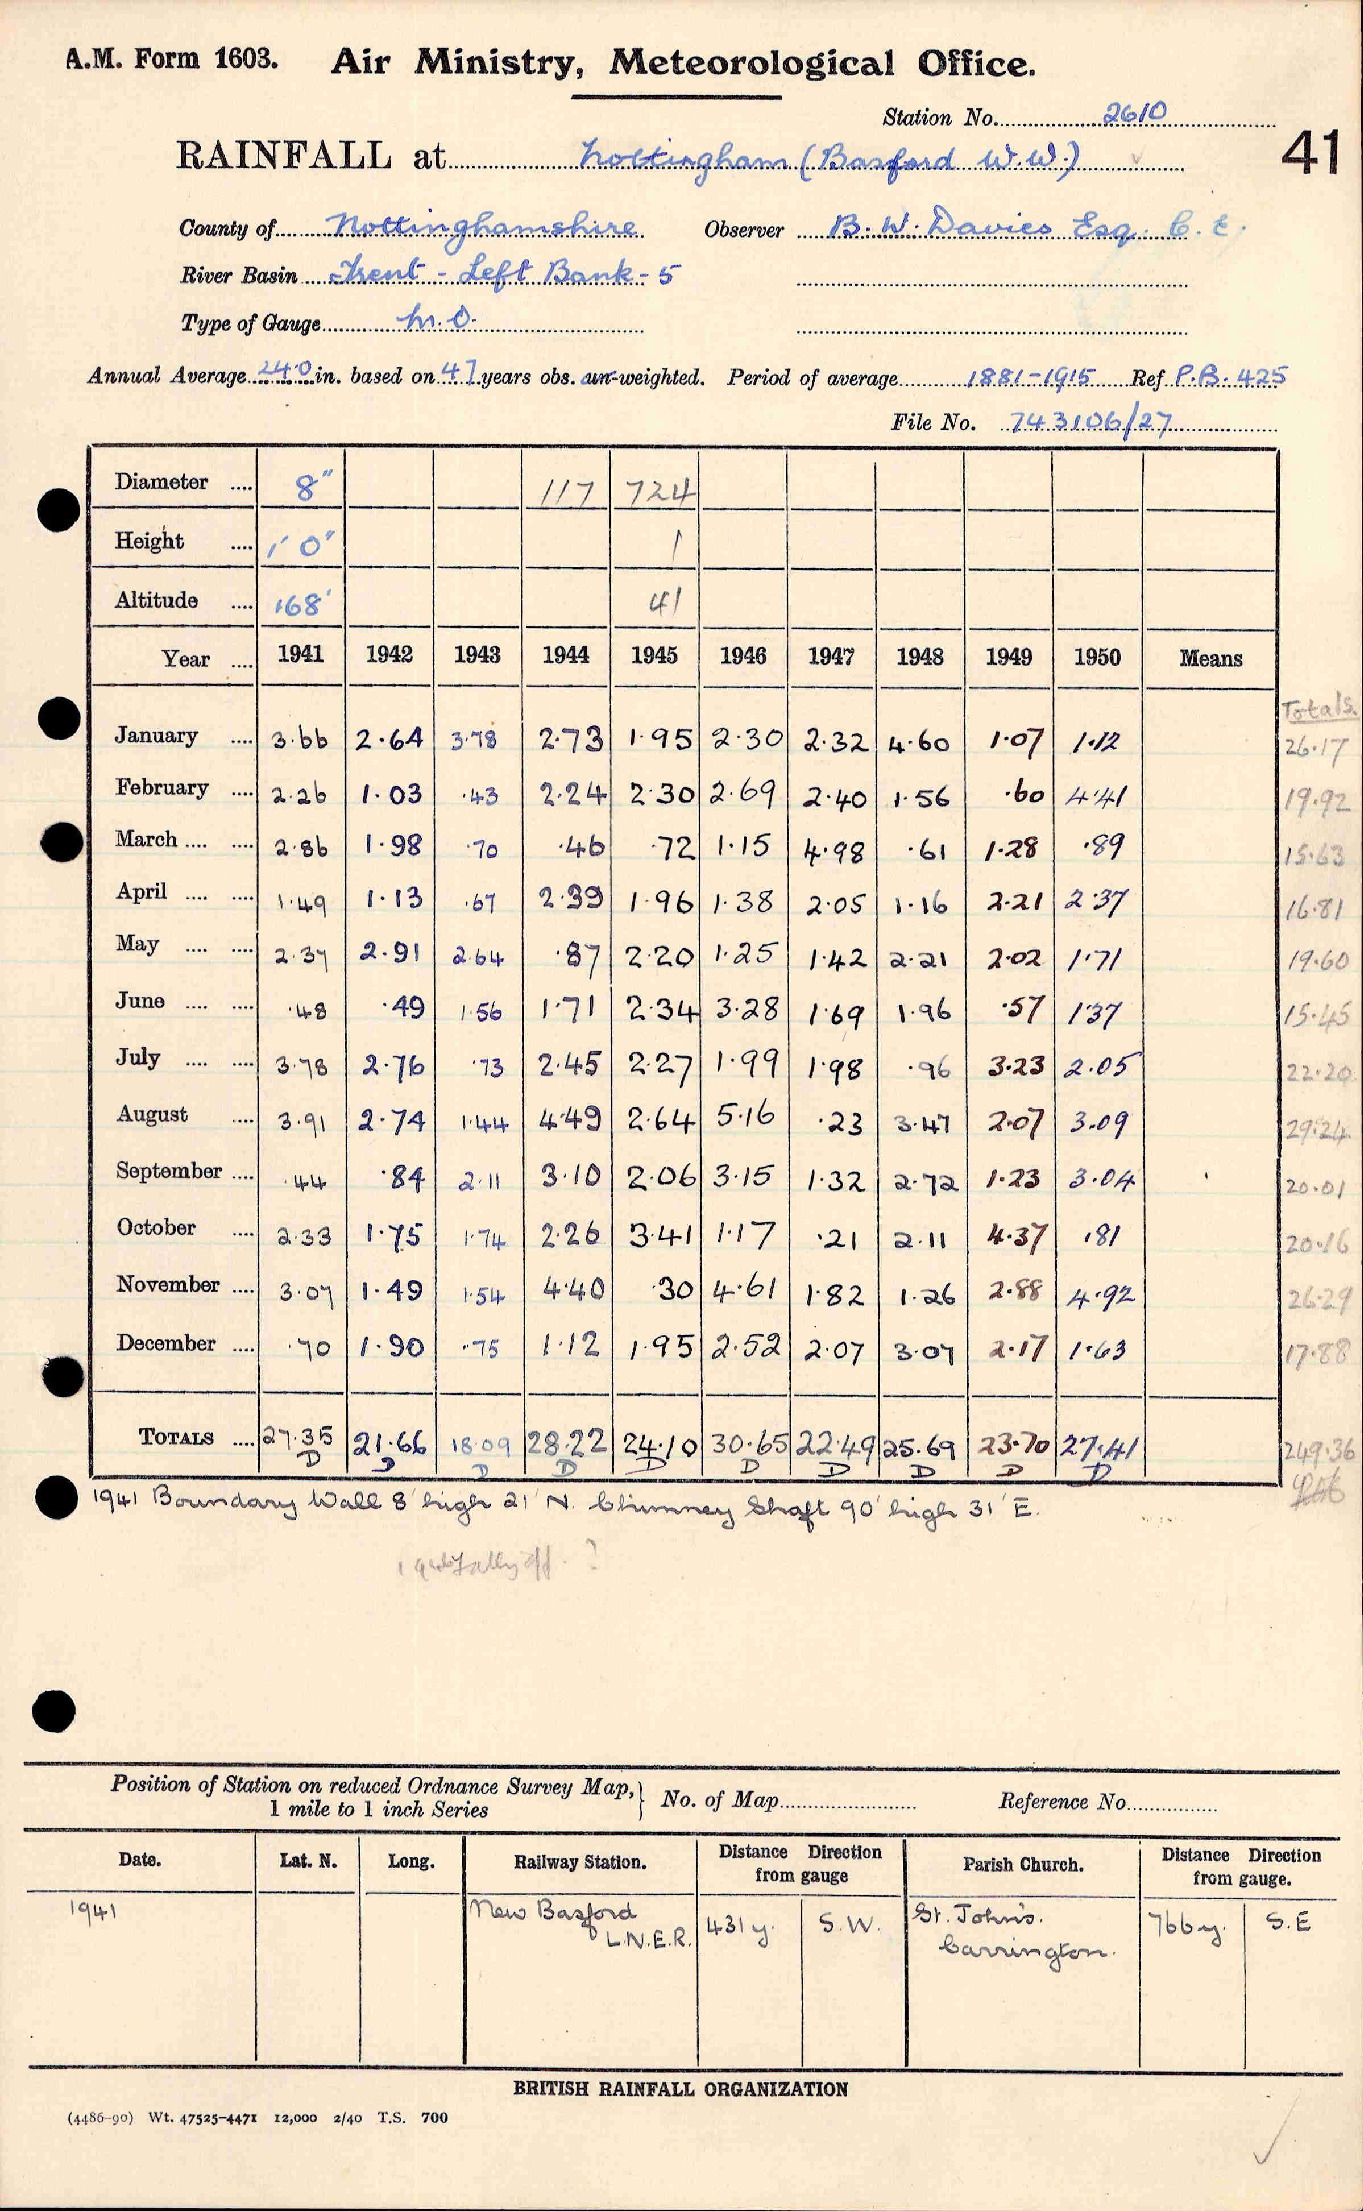 A.M. Form 1603. Air Ministry, Meteorological Office.
Station No. 2610
RAINFALL at Nottingham (Basford W.W.)
41
County of Nottinghamshire Observer B. W. Davies Esq. C. E.
River Basin Trent - Left Bank - 5
Type of Gauge M.O.
Annual Average 24.0 in. based on 47 years obs. un-weighted. Period of average 1881-1915 Ref P.B. 425
File No. 743106/27
Diameter .... 8" 117 724
Height .... 1' 0" 1
Altitude .... 168' 41
Year .... 1941 1942 1943 1944 1945 1946 1947 1948 1949 1950 Means
Totals.
January .... 3.66 2.64 3.78 2.73 1.95 2.30 2.32 4.60 1.07 1.12 26.17
February .... 2.26 1.03 .43 2.24 2.30 2.69 2.40 1.56 .60 4.41 19.92
March .... .... 2.86 1.98 .70 .46 .72 1.15 4.98 .61 1.28 .89 15.63
April .... .... 1.49 1.13 .67 2.39 1.96 1.38 2.05 1.16 2.21 2.37 16.81
May .... .... 2.37 2.91 2.64 .87 2.20 1.25 1.42 2.21 2.02 1.71 19.60
June .... .... .48 .49 1.56 1.71 2.34 3.28 1.69 1.96 .57 1.37 15.45
July .... .... 3.78 2.76 .73 2.45 2.27 1.99 1.98 .96 3.23 2.05 22.20
August .... 3.91 2.74 1.44 4.49 2.64 5.16 .23 3.47 2.07 3.09 29.24
September .... .44 .84 2.11 3.10 2.06 3.15 1.32 2.72 1.23 3.04 20.01
October .... 2.33 1.75 1.74 2.26 3.41 1.17 .21 2.11 4.37 .81 20.16
November .... 3.07 1.49 1.54 4.40 .30 4.61 1.82 1.26 2.88 4.92 26.29
December .... .70 1.90 .75 1.12 1.95 2.52 2.07 3.07 2.17 1.63 17.88
TOTALS .... 27.35 21.66 18.09 28.22 24.10 30.65 22.49 25.69 23.70 27.41 249.36
D D D D D D D D D D
1941 Boundary Wall 8' high 21' N. Chimney Shaft 90' high 31' E.
Position of Station on reduced Ordnance Survey Map, } No. of Map Reference No.
1 mile to 1 inch Series
Date. Lat. N. Long. Railway Station. Distance Direction from gauge Parish Church. Distance Direction from gauge.
1941 New Basford L.N.E.R. 431 y. S.W. St. John's. Carrington. 766 y. S.E
BRITISH RAINFALL ORGANIZATION
(4486-90) Wt. 47525-4471 12,000 2/40 T.S. 700